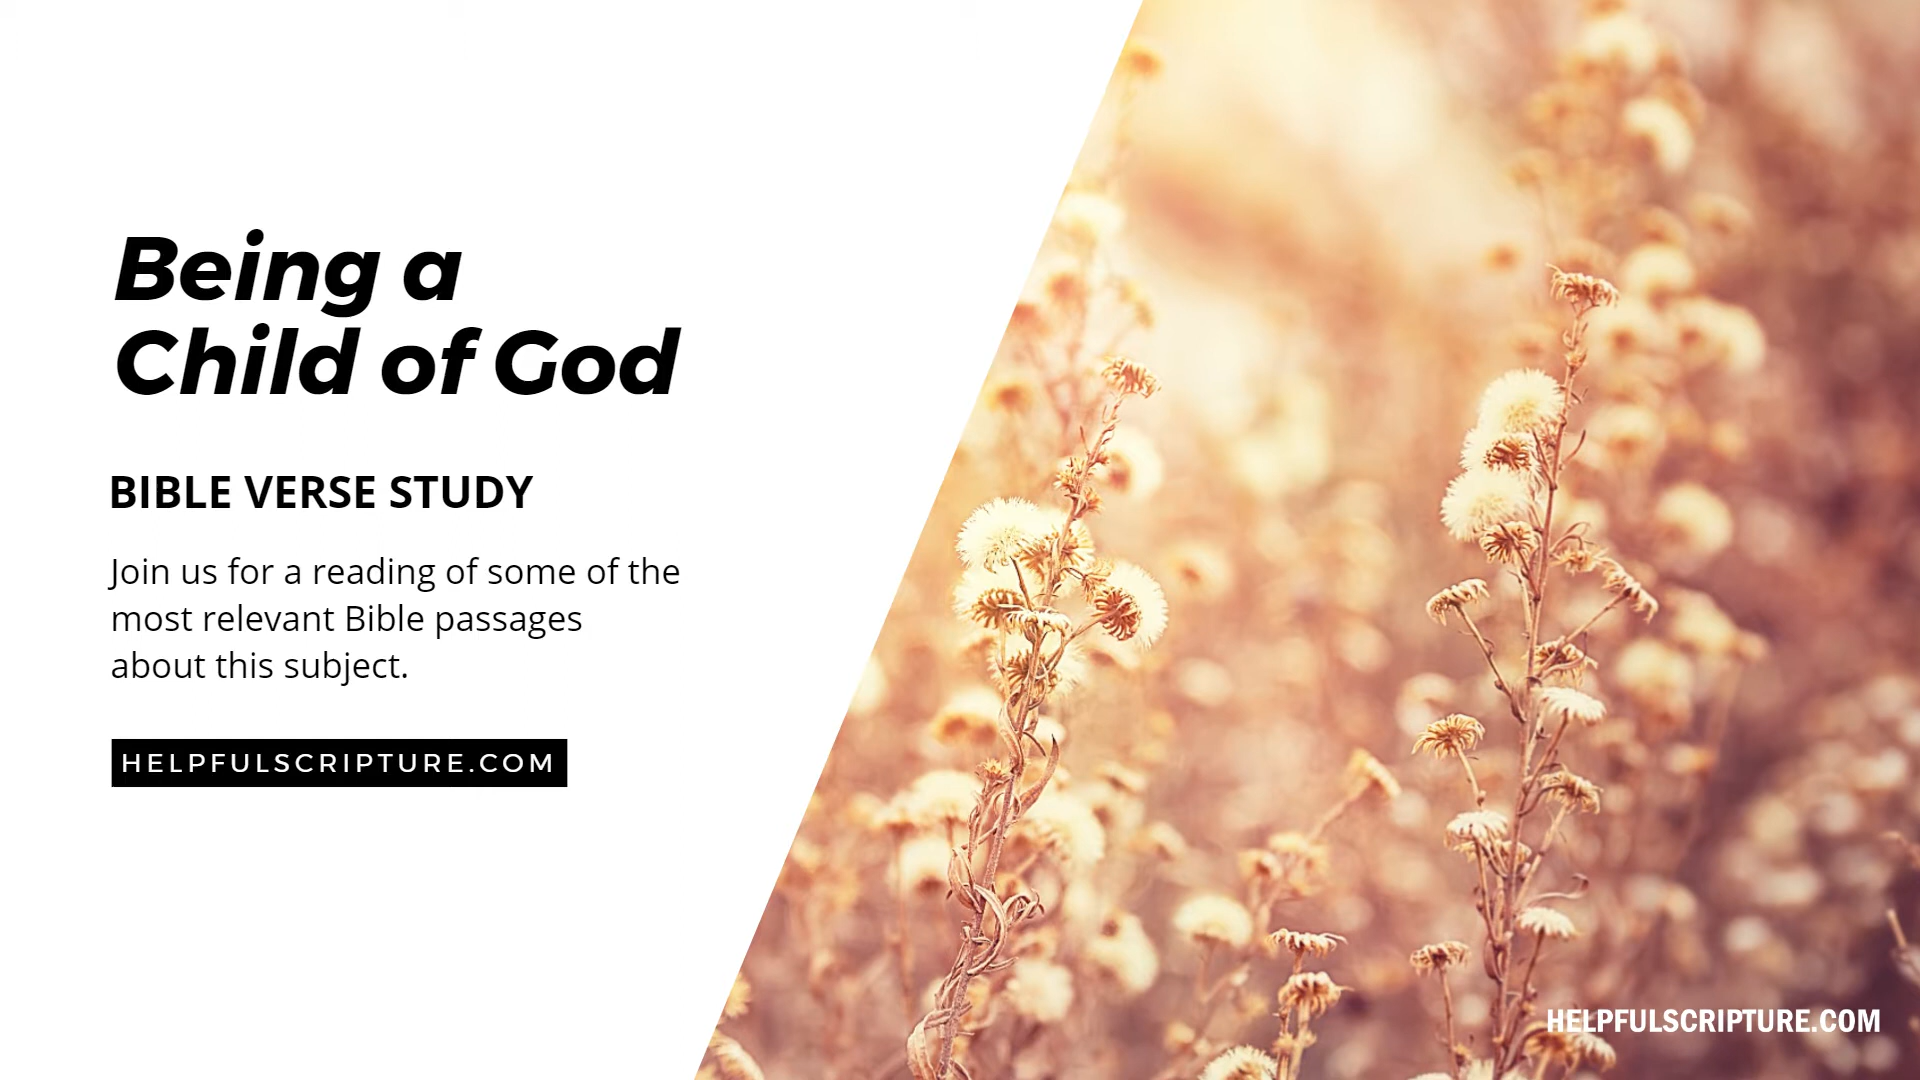 Being a
Child of God
BIBLE VERSE STUDY
Join us for a reading of some of the
most relevant Bible passages
about this subject.
HELPFULSCRIPTURE.COM
HELPFULSCRIPTURE.COM